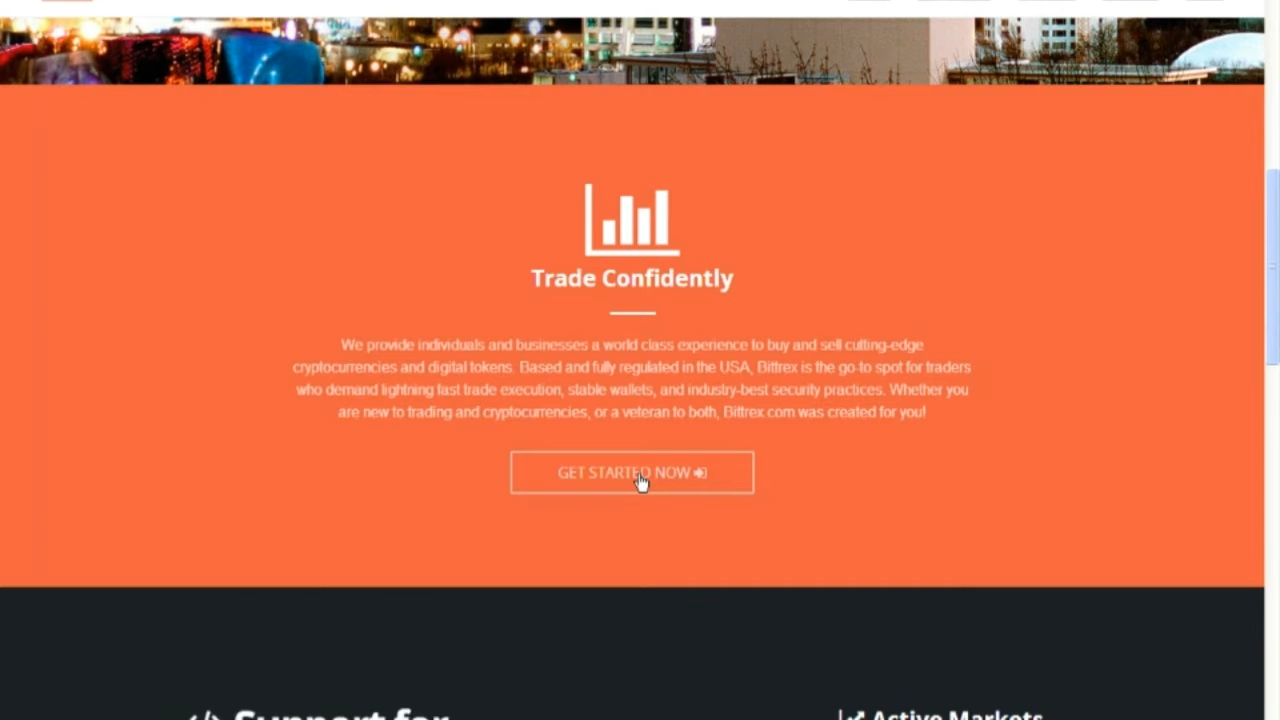 Trade Confidently
We provide individuals and businesses a world class experience to buy and sell cutting-edge
cryptocurrencies and digital tokens. Based and fully regulated in the USA, Bittrex is the go-to spot for traders
who demand lightning fast trade execution, stable wallets, and industry-best security practices. Whether you
are new to trading and cryptocurrencies, or a veteran to both, Bittrex.com was created for you!
GET STARTED NOW
</> Support for
Active Markets